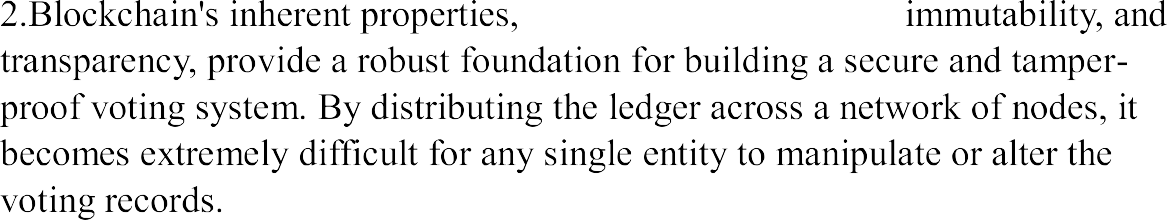 2.Blockchain's inherent properties, immutability, and
transparency, provide a robust foundation for building a secure and tamper-
proof voting system. By distributing the ledger across a network of nodes, it
becomes extremely difficult for any single entity to manipulate or alter the
voting records.